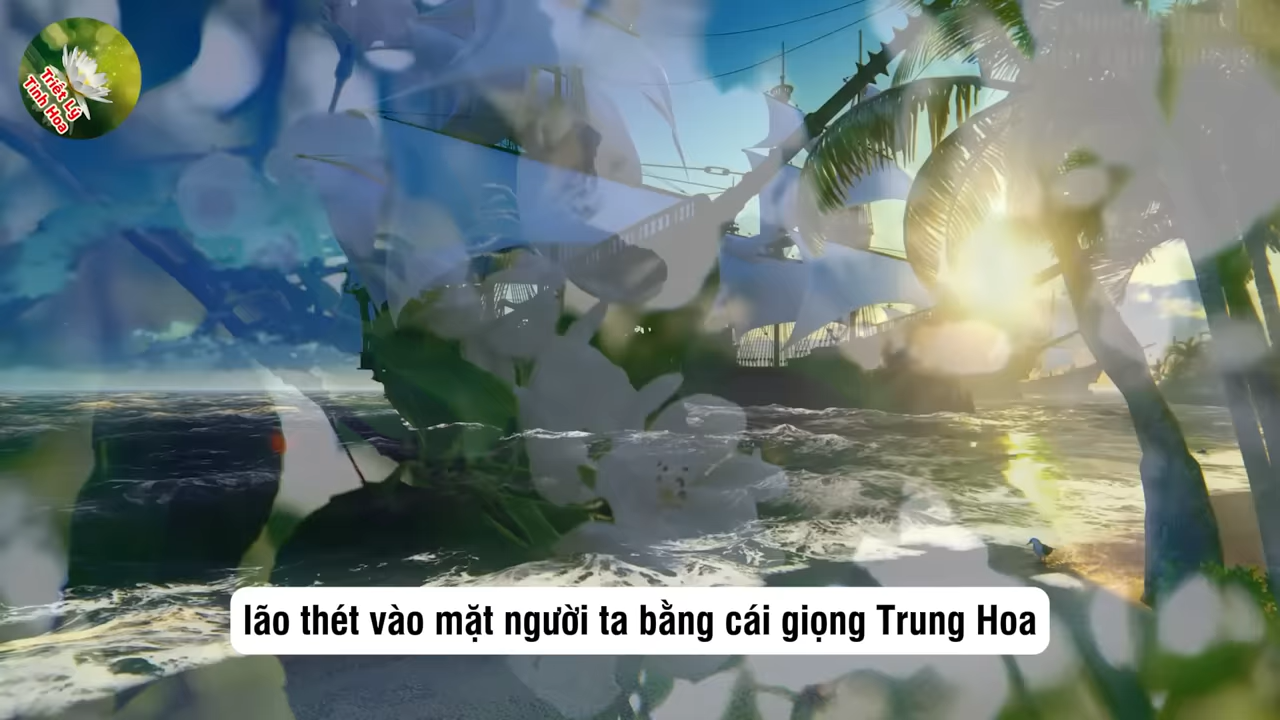 Triết Lý
Tinh Hoa
lão thét vào mặt người ta bằng cái giọng Trung Hoa